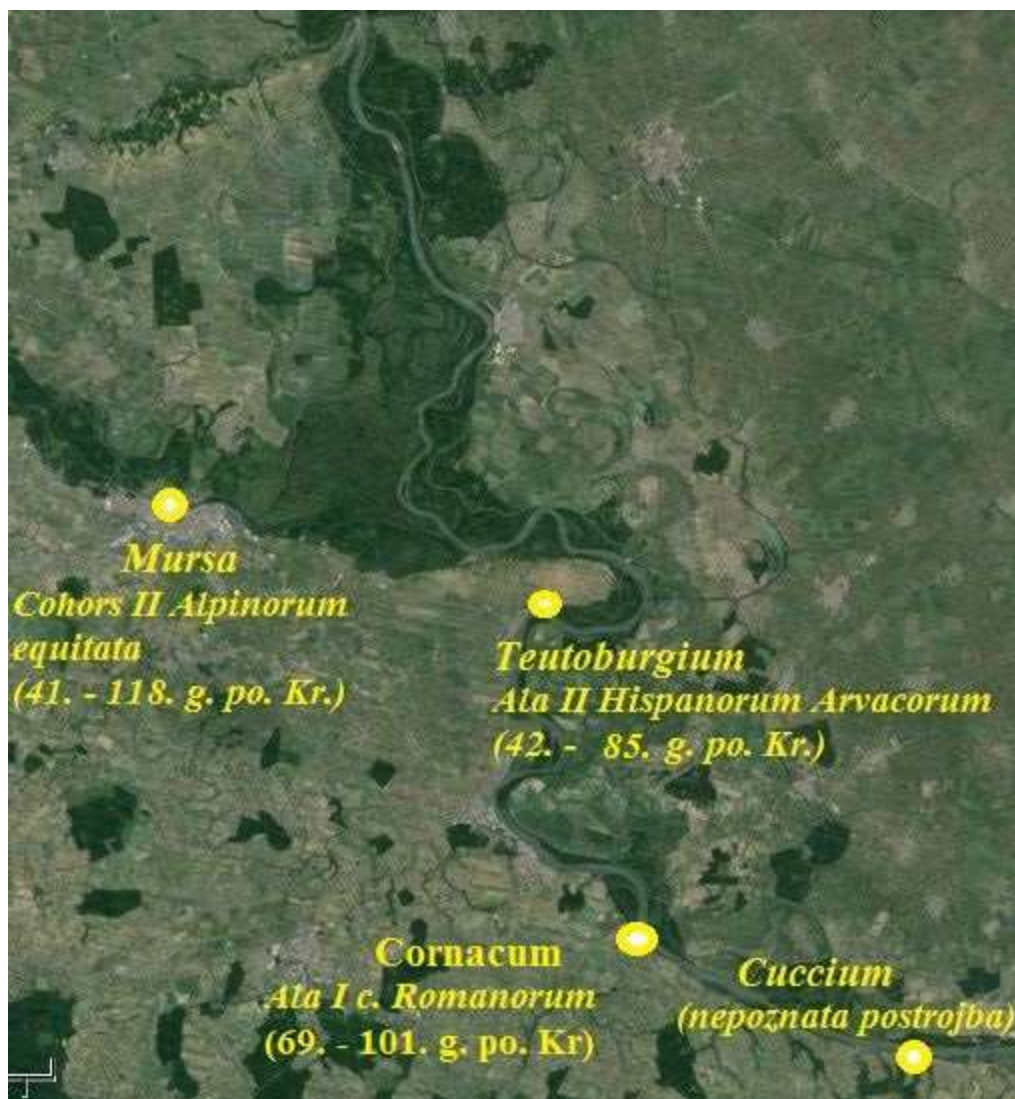 Mursa
Cohors II Alpinorum
equitata
(41. - 118. g. po. Kr.)
Teutoburgium
Ala II Hispanorum Arvacorum
(42. - 85. g. po. Kr.)
Cornacum
Ala I c. Romanorum
(69. - 101. g. po. Kr)
Cuccium
(nepoznata postrojba)